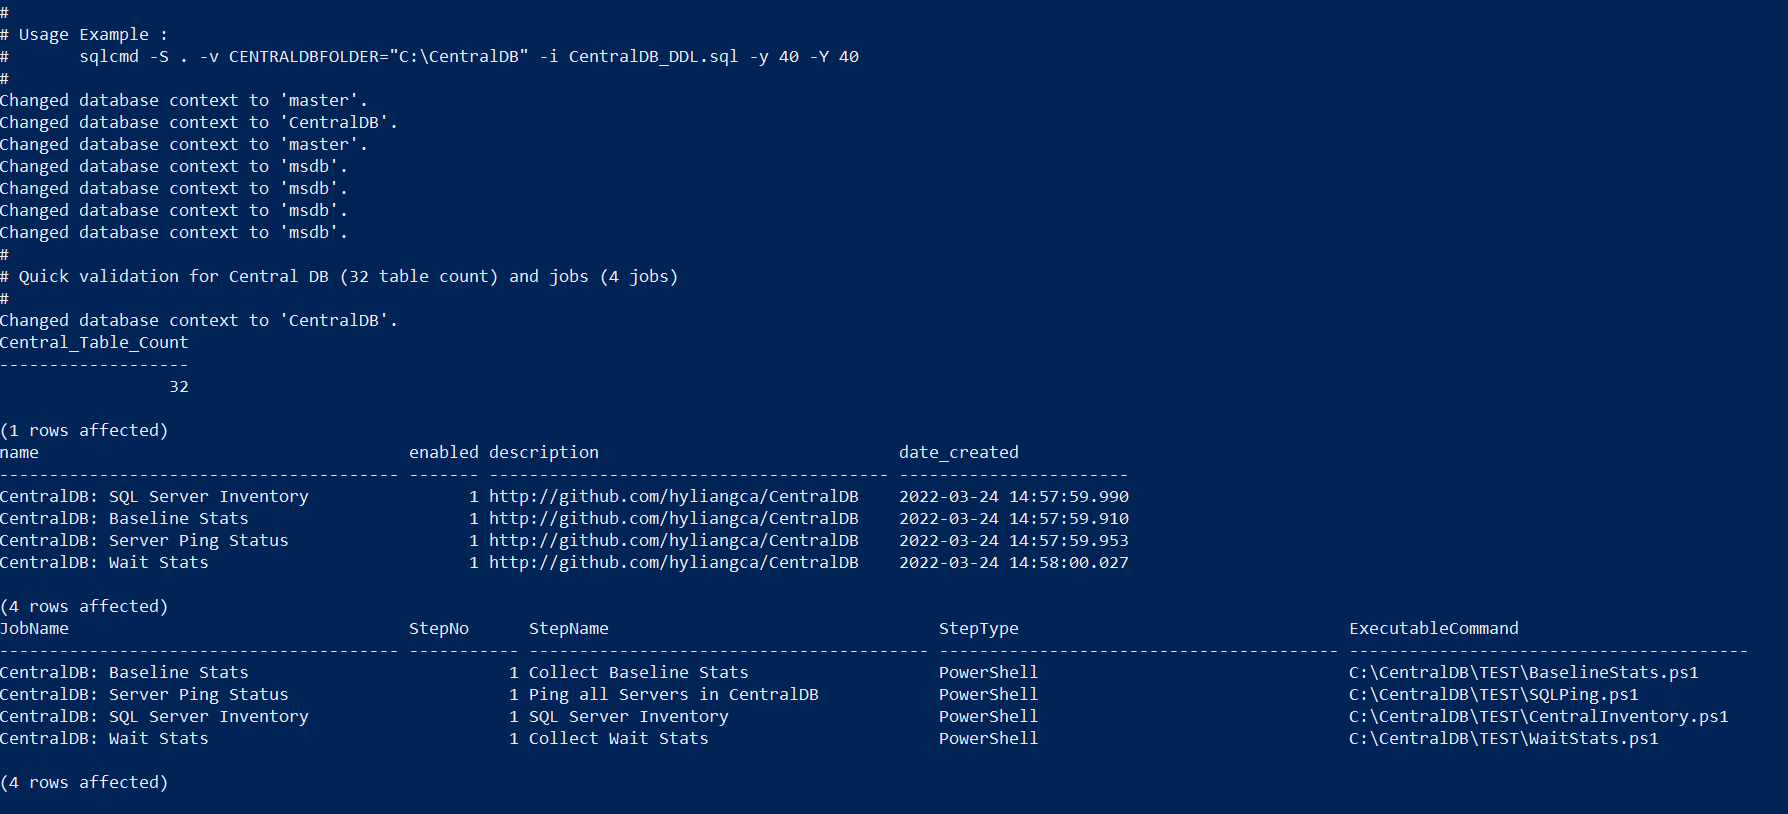 #
# Usage Example :
#       sqlcmd -S . -v CENTRALDBFOLDER="C:\CentralDB" -i CentralDB_DDL.sql -y 40 -Y 40
#
Changed database context to 'master'.
Changed database context to 'CentralDB'.
Changed database context to 'master'.
Changed database context to 'msdb'.
Changed database context to 'msdb'.
Changed database context to 'msdb'.
Changed database context to 'msdb'.
#
# Quick validation for Central DB (32 table count) and jobs (4 jobs)
#
Changed database context to 'CentralDB'.
Central_Table_Count
-------------------
                 32

(1 rows affected)
name                                     enabled description                              date_created
---------------------------------------- ------- ---------------------------------------- -----------------------
CentralDB: SQL Server Inventory                1 http://github.com/hyliangca/CentralDB    2022-03-24 14:57:59.990
CentralDB: Baseline Stats                      1 http://github.com/hyliangca/CentralDB    2022-03-24 14:57:59.910
CentralDB: Server Ping Status                  1 http://github.com/hyliangca/CentralDB    2022-03-24 14:57:59.953
CentralDB: Wait Stats                          1 http://github.com/hyliangca/CentralDB    2022-03-24 14:58:00.027

(4 rows affected)
JobName                                  StepNo      StepName                                 StepType                                 ExecutableCommand
---------------------------------------- ----------- ---------------------------------------- ---------------------------------------- ----------------------------------------
CentralDB: Baseline Stats                          1 Collect Baseline Stats                   PowerShell                               C:\CentralDB\TEST\BaselineStats.ps1
CentralDB: Server Ping Status                      1 Ping all Servers in CentralDB            PowerShell                               C:\CentralDB\TEST\SQLPing.ps1
CentralDB: SQL Server Inventory                    1 SQL Server Inventory                     PowerShell                               C:\CentralDB\TEST\CentralInventory.ps1
CentralDB: Wait Stats                              1 Collect Wait Stats                       PowerShell                               C:\CentralDB\TEST\WaitStats.ps1

(4 rows affected)